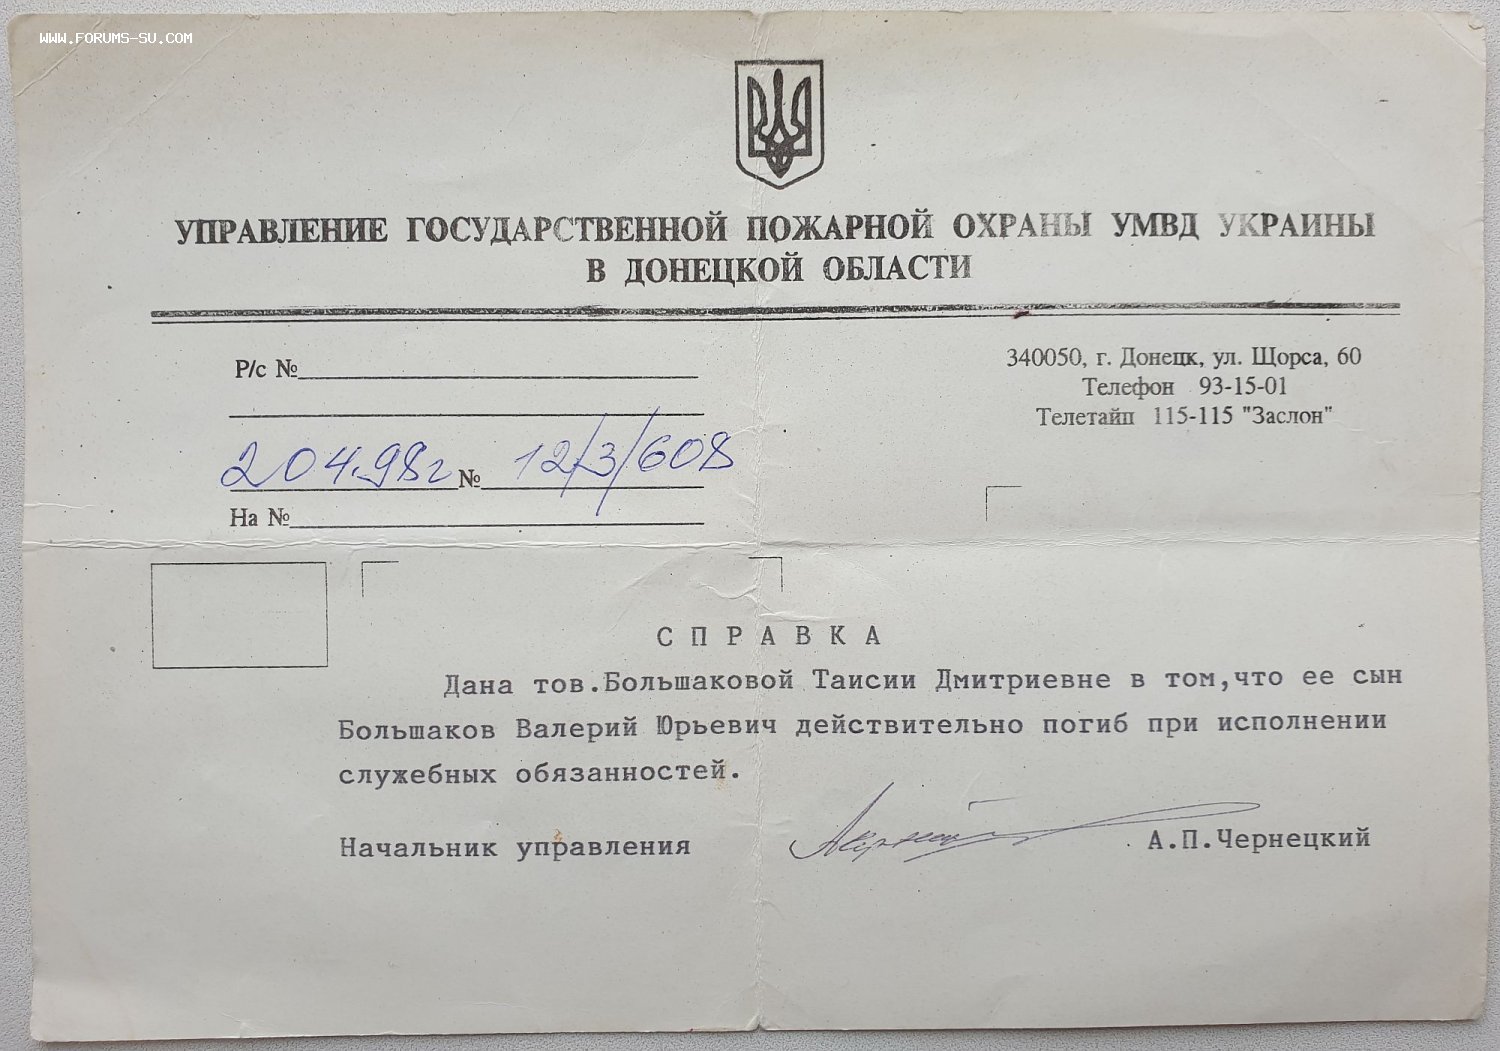 WWW.FORUMS-SU.COM
УПРАВЛЕНИЕ ГОСУДАРСТВЕННОЙ ПОЖАРНОЙ ОХРАНЫ УМВД УКРАИНЫ
В ДОНЕЦКОЙ ОБЛАСТИ
Р/с №
340050, г. Донецк, ул. Щорса, 60
Телефон 93-15-01
Телетайп 115-115 "Заслон"
20.4.98г № 12/3/608
На №
С П Р А В К А
Дана тов.Большаковой Таисии Дмитриевне в том,что ее сын
Большаков Валерий Юрьевич действительно погиб при исполнении
служебных обязанностей.
Начальник управления А.П.Чернецкий